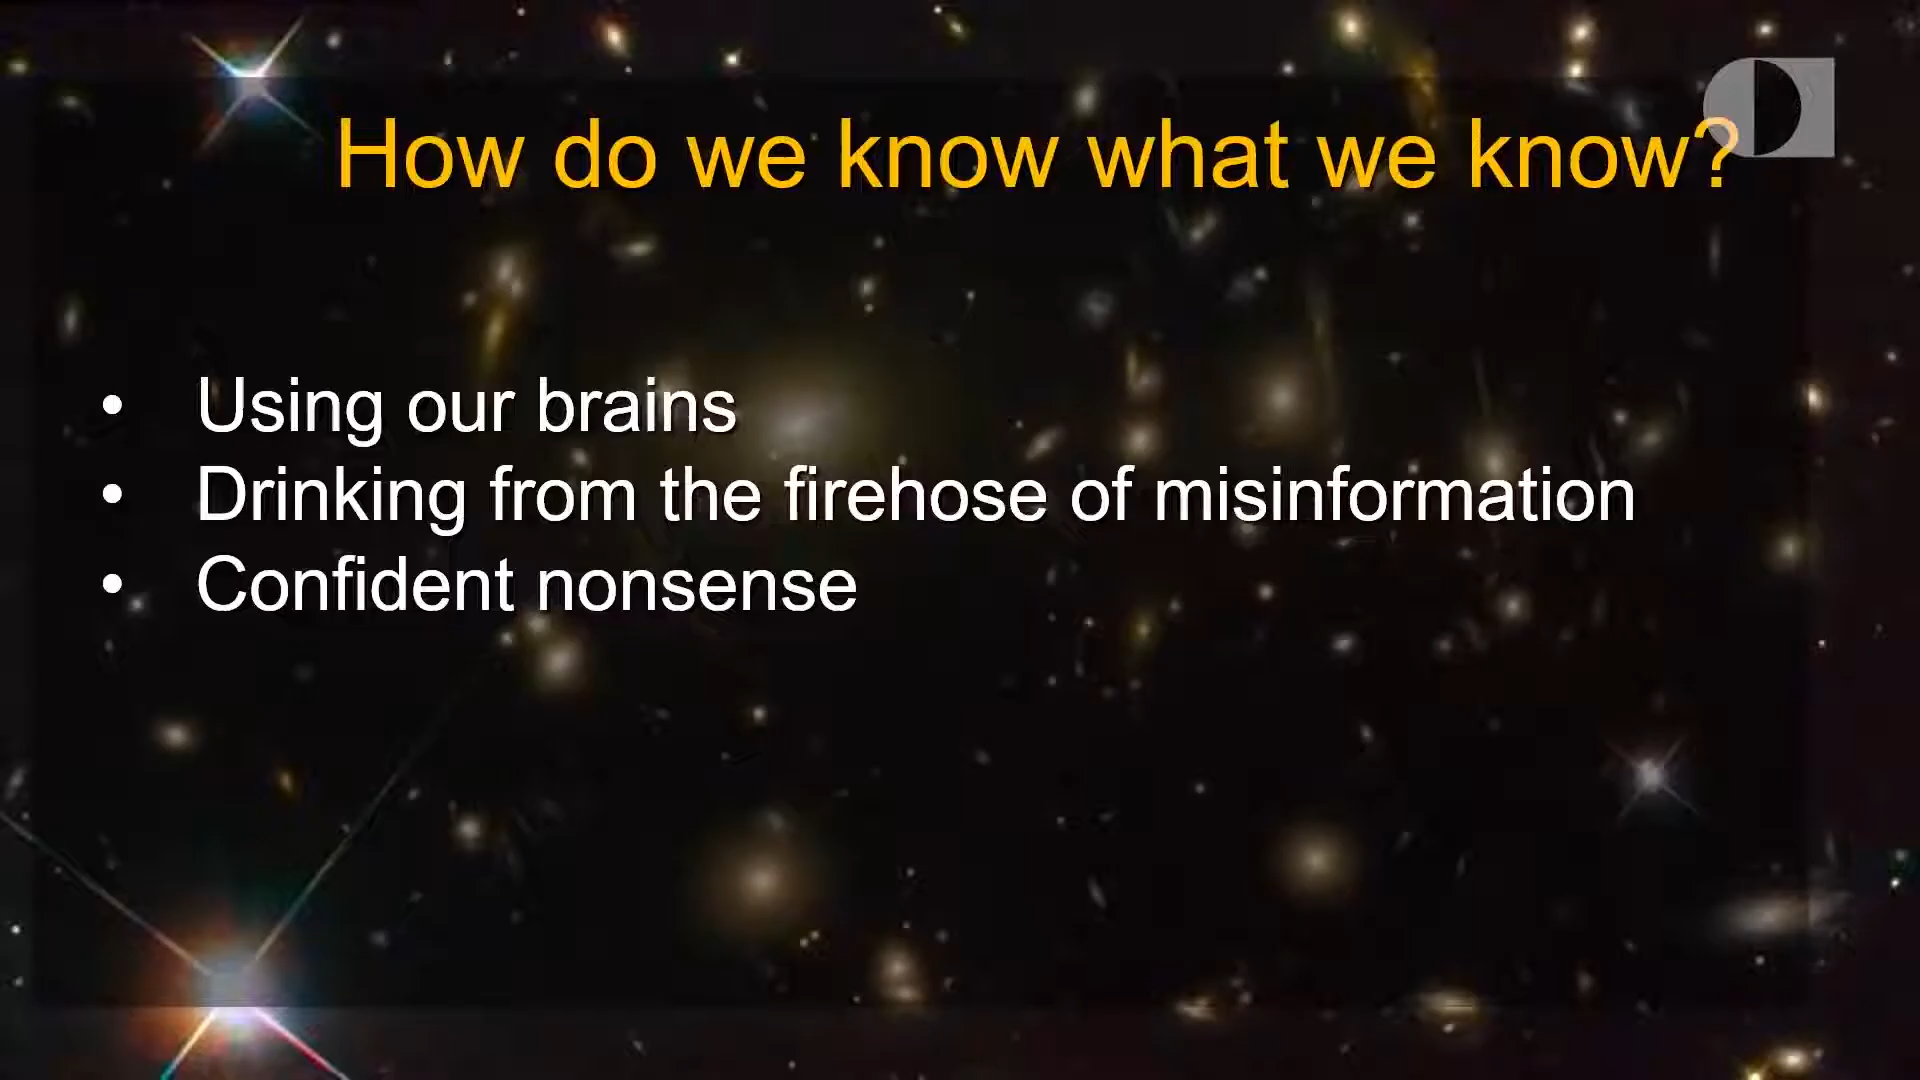 How do we know what we know?
• Using our brains
• Drinking from the firehose of misinformation
• Confident nonsense